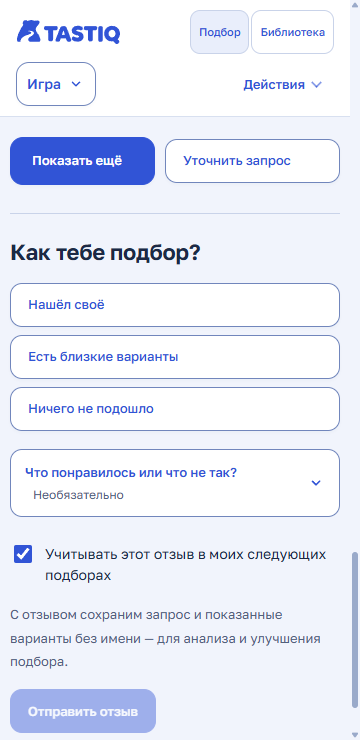 TASTIQ
Подбор
Библиотека
Игра
Действия
Показать ещё
Уточнить запрос
Как тебе подбор?
Нашёл своё
Есть близкие варианты
Ничего не подошло
Что понравилось или что не так?
Необязательно
Учитывать этот отзыв в моих следующих
подборах
С отзывом сохраним запрос и показанные
варианты без имени — для анализа и улучшения
подбора.
Отправить отзыв